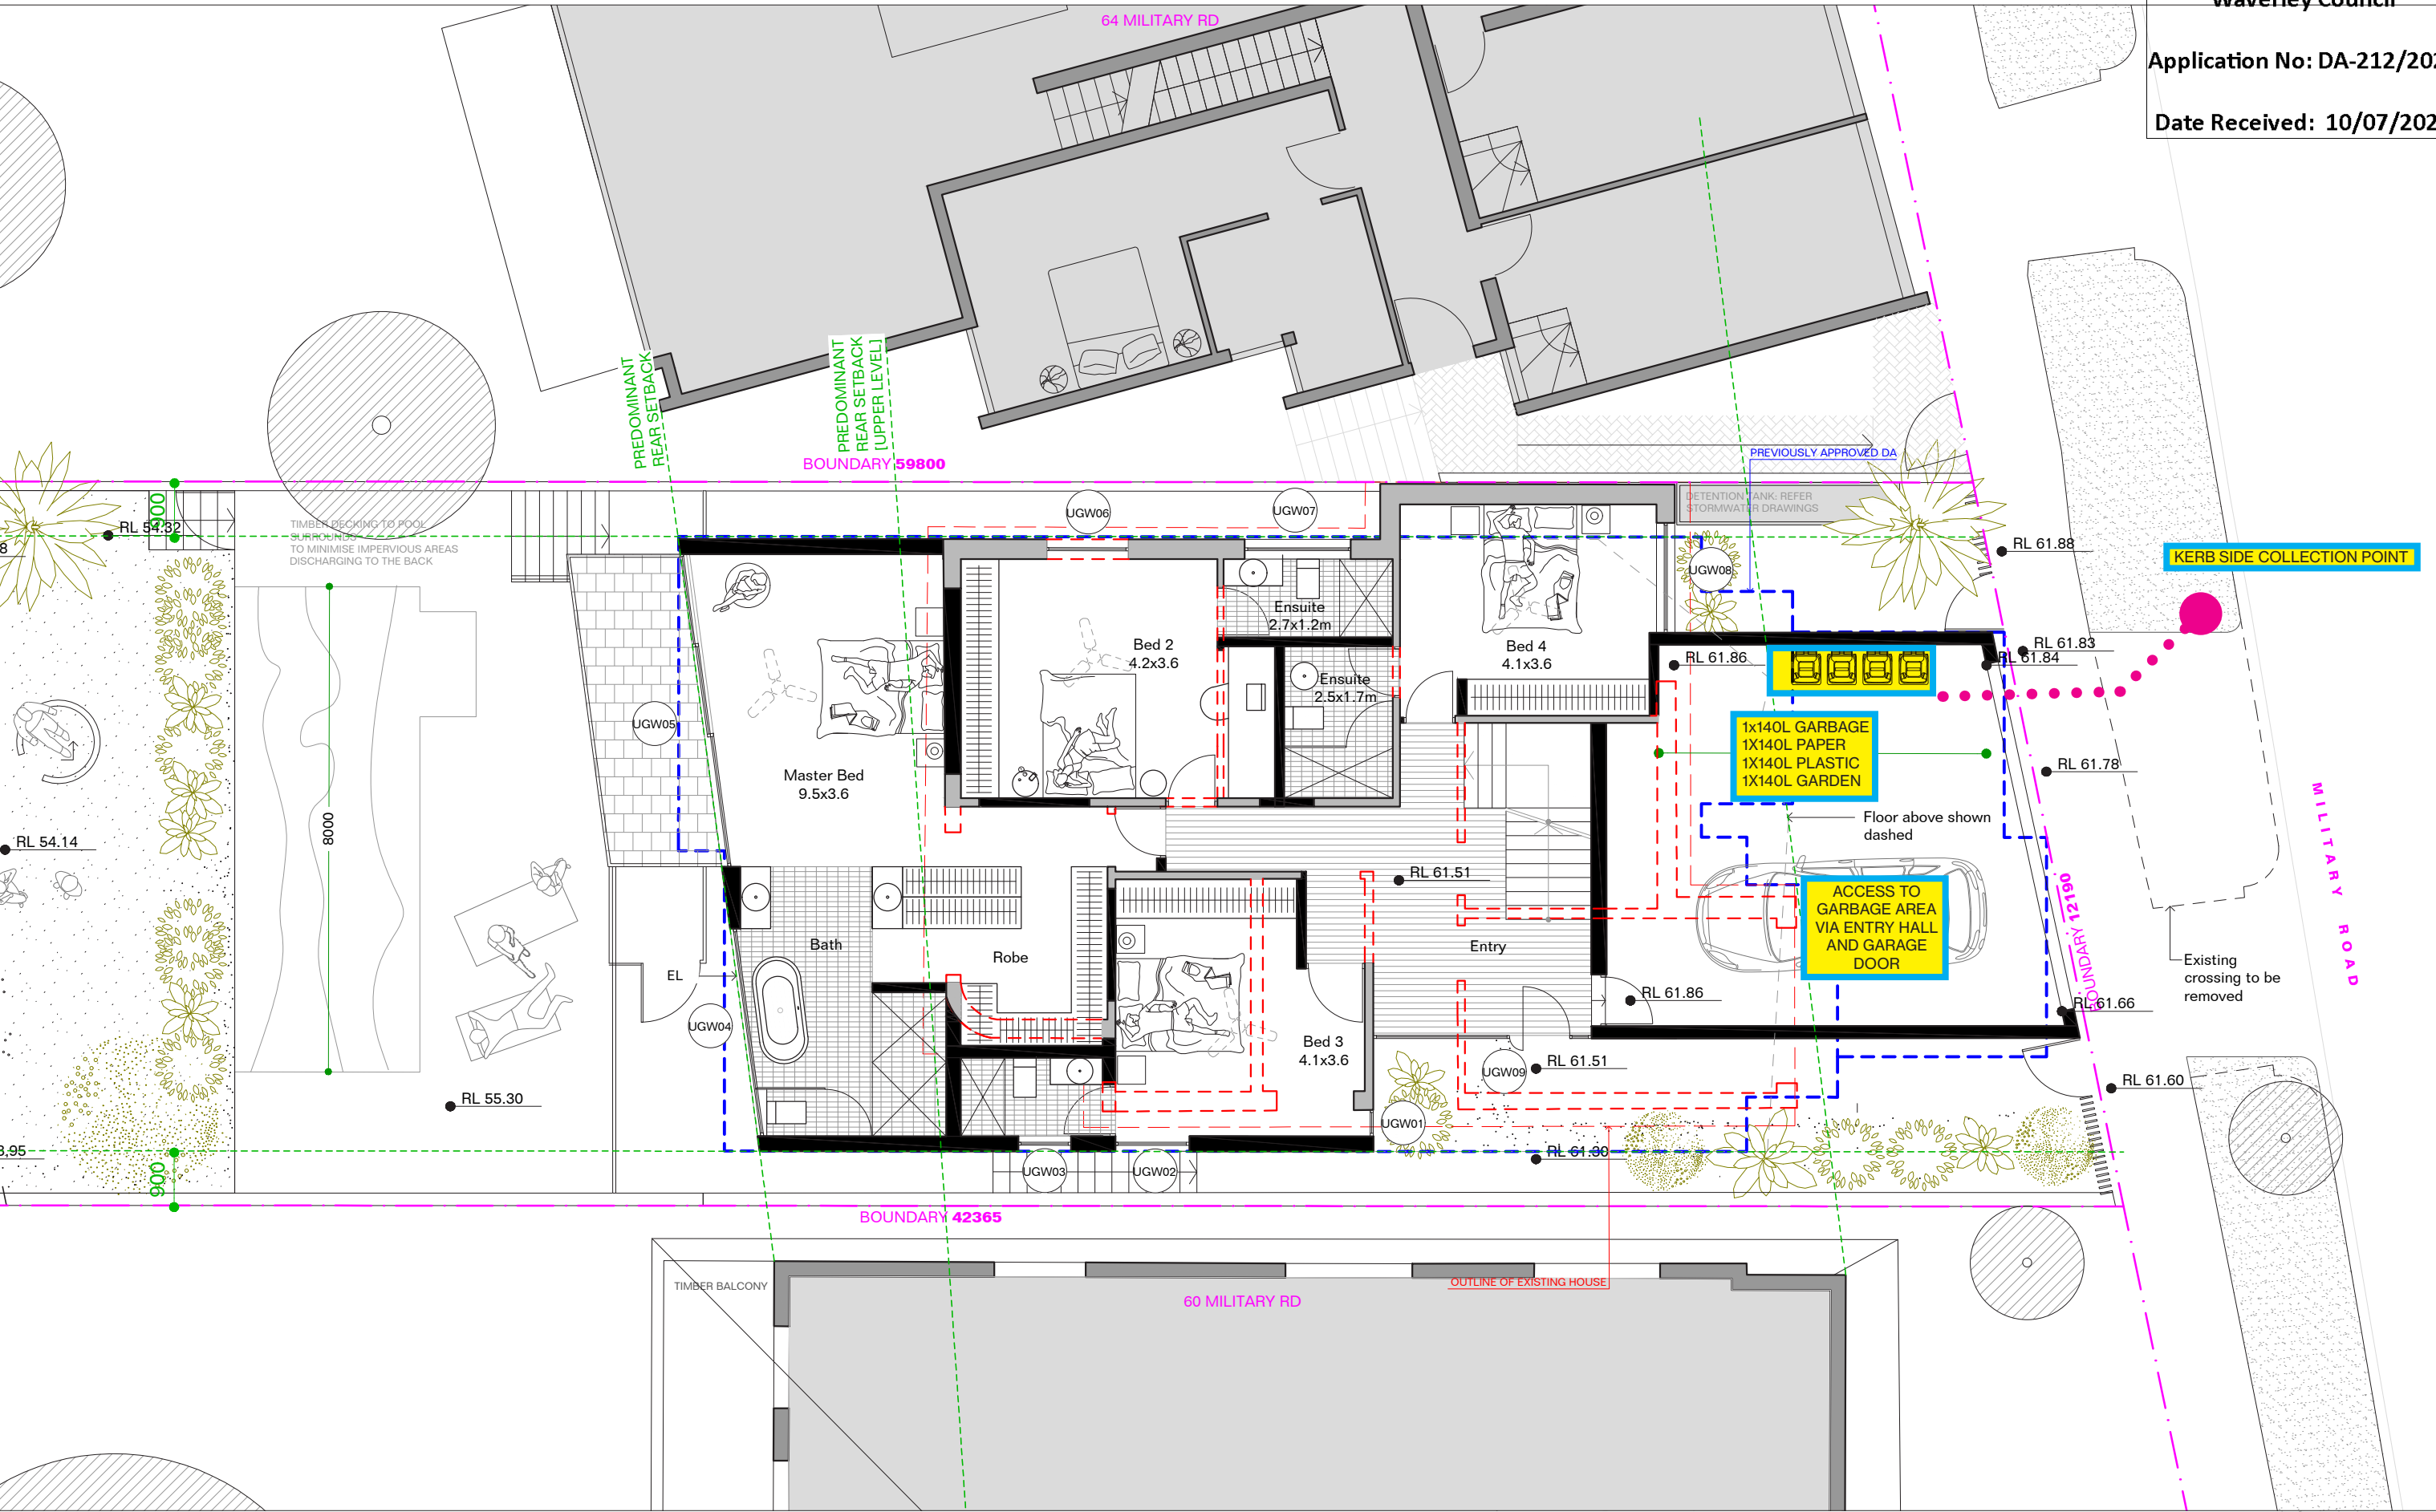 Waverley Council
Application No: DA-212/202
Date Received: 10/07/202
64 MILITARY RD
PREDOMINANT
REAR SETBACK
PREDOMINANT
REAR SETBACK
[UPPER LEVEL]
BOUNDARY 59800
PREVIOUSLY APPROVED DA
DETENTION TANK: REFER
STORMWATER DRAWINGS
900
RL 54.32
8
TIMBER DECKING TO POOL
SURROUNDS
TO MINIMISE IMPERVIOUS AREAS
DISCHARGING TO THE BACK
UGW06
UGW07
UGW08
RL 61.88
KERB SIDE COLLECTION POINT
Ensuite
2.7x1.2m
Bed 2
4.2x3.6
Bed 4
4.1x3.6
Ensuite
2.5x1.7m
RL 61.86
RL 61.83
RL 61.84
UGW05
1x140L GARBAGE
1X140L PAPER
1X140L PLASTIC
1X140L GARDEN
RL 61.78
Master Bed
9.5x3.6
8000
RL 54.14
Floor above shown
dashed
MILITARY ROAD
RL 61.51
ACCESS TO
GARBAGE AREA
VIA ENTRY HALL
AND GARAGE
DOOR
BOUNDARY 12190
Bath
Robe
Entry
EL
Existing
crossing to be
removed
RL 61.86
RL 61.66
UGW04
Bed 3
4.1x3.6
UGW09
RL 61.51
RL 61.60
RL 55.30
UGW01
3.95
900
RL 61.30
UGW03
UGW02
BOUNDARY 42365
TIMBER BALCONY
OUTLINE OF EXISTING HOUSE
60 MILITARY RD